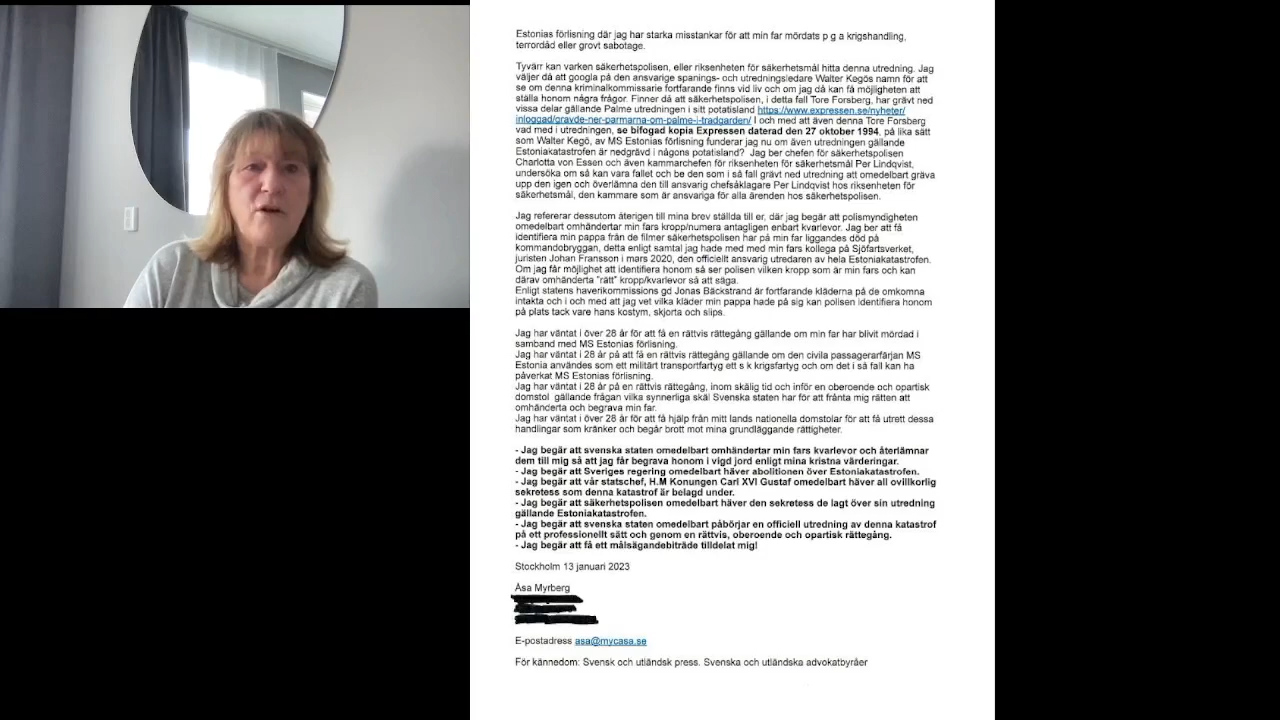 Estonias förlisning där jag har starka misstankar för att min far mördats p g a krigshandling,
terrordåd eller grovt sabotage.
Tyvärr kan varken säkerhetspolisen, eller riksenheten för säkerhetsmål hitta denna utredning. Jag
väljer då att googla på den ansvarige spanings- och utredningsledare Walter Kegös namn för att
se om denna kriminalkommissarie fortfarande finns vid liv och om jag då kan få möjligheten att
ställa honom några frågor. Finner då att säkerhetspolisen, i detta fall Tore Forsberg, har grävt ned
vissa delar gällande Palme utredningen i sitt potatisland https://www.expressen.se/nyheter/
inloggad/gravde-ner-parmarna-om-palme-i-tradgarden/ I och med att även denna Tore Forsberg
vad med i utredningen, se bifogad kopia Expressen daterad den 27 oktober 1994, på lika sätt
som Walter Kegö, av MS Estonias förlisning funderar jag nu om även utredningen gällande
Estoniakatastrofen är nedgrävd i någons potatisland? Jag ber chefen för säkerhetspolisen
Charlotta von Essen och även kammarchefen för riksenheten för säkerhetsmål Per Lindqvist,
undersöka om så kan vara fallet och be den som i så fall grävt ned utredning att omedelbart gräva
upp den igen och överlämna den till ansvarig chefsåklagare Per Lindqvist hos riksenheten för
säkerhetsmål, den kammare som är ansvariga för alla ärenden hos säkerhetspolisen.
Jag refererar dessutom återigen till mina brev ställda till er, där jag begär att polismyndigheten
omedelbart omhändertar min fars kropp/numera antagligen enbart kvarlevor. Jag ber att få
identifiera min pappa från de filmer säkerhetspolisen har på min far liggandes död på
kommandobryggan, detta enligt samtal jag hade med med min fars kollega på Sjöfartsverket,
juristen Johan Fransson i mars 2020, den officiellt ansvarig utredaren av hela Estoniakatastrofen.
Om jag får möjlighet att identifiera honom så ser polisen vilken kropp som är min fars och kan
därav omhänderta "rätt" kropp/kvarlevor så att säga.
Enligt statens haverikommissions gd Jonas Bäckstrand är fortfarande kläderna på de omkomna
intakta och i och med att jag vet vilka kläder min pappa hade på sig kan polisen identifiera honom
på plats tack vare hans kostym, skjorta och slips.
Jag har väntat i över 28 år för att få en rättvis rättegång gällande om min far har blivit mördad i
samband med MS Estonias förlisning.
Jag har väntat i 28 år på att få en rättvis rättegång gällande om den civila passagerarfärjan MS
Estonia användes som ett militärt transportfartyg ett s k krigsfartyg och om det i så fall kan ha
påverkat MS Estonias förlisning.
Jag har väntat i 28 år på en rättvis rättegång, inom skälig tid och inför en oberoende och opartisk
domstol gällande frågan vilka synnerliga skäl Svenska staten har för att frånta mig rätten att
omhänderta och begrava min far.
Jag har väntat i över 28 år för att få hjälp från mitt lands nationella domstolar för att få utrett dessa
handlingar som kränker och begår brott mot mina grundläggande rättigheter.
- Jag begär att svenska staten omedelbart omhändertar min fars kvarlevor och återlämnar
dem till mig så att jag får begrava honom i vigd jord enligt mina kristna värderingar.
- Jag begär att Sveriges regering omedelbart häver abolitionen över Estoniakatastrofen.
- Jag begär att vår statschef, H.M Konungen Carl XVI Gustaf omedelbart häver all ovillkorlig
sekretess som denna katastrof är belagd under.
- Jag begär att säkerhetspolisen omedelbart häver den sekretess de lagt över sin utredning
gällande Estoniakatastrofen.
- Jag begär att svenska staten omedelbart påbörjar en officiell utredning av denna katastrof
på ett professionellt sätt och genom en rättvis, oberoende och opartisk rättegång.
- Jag begär att få ett målsägandebiträde tilldelat mig!
Stockholm 13 januari 2023
Åsa Myrberg
E-postadress asa@mycasa.se
För kännedom: Svensk och utländsk press. Svenska och utländska advokatbyråer